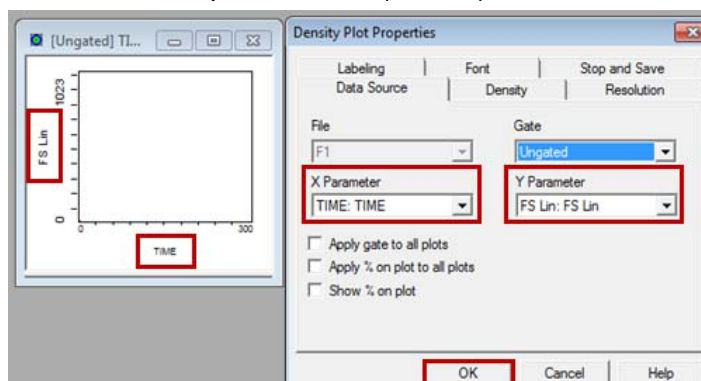 [Ungated] TI...
1023
FS Lin
0
0
300
TIME
Density Plot Properties
Labeling
Font
Stop and Save
Data Source
Density
Resolution
File
Gate
F1
Ungated
X Parameter
Y Parameter
TIME: TIME
FS Lin: FS Lin
Apply gate to all plots
Apply % on plot to all plots
Show % on plot
OK
Cancel
Help